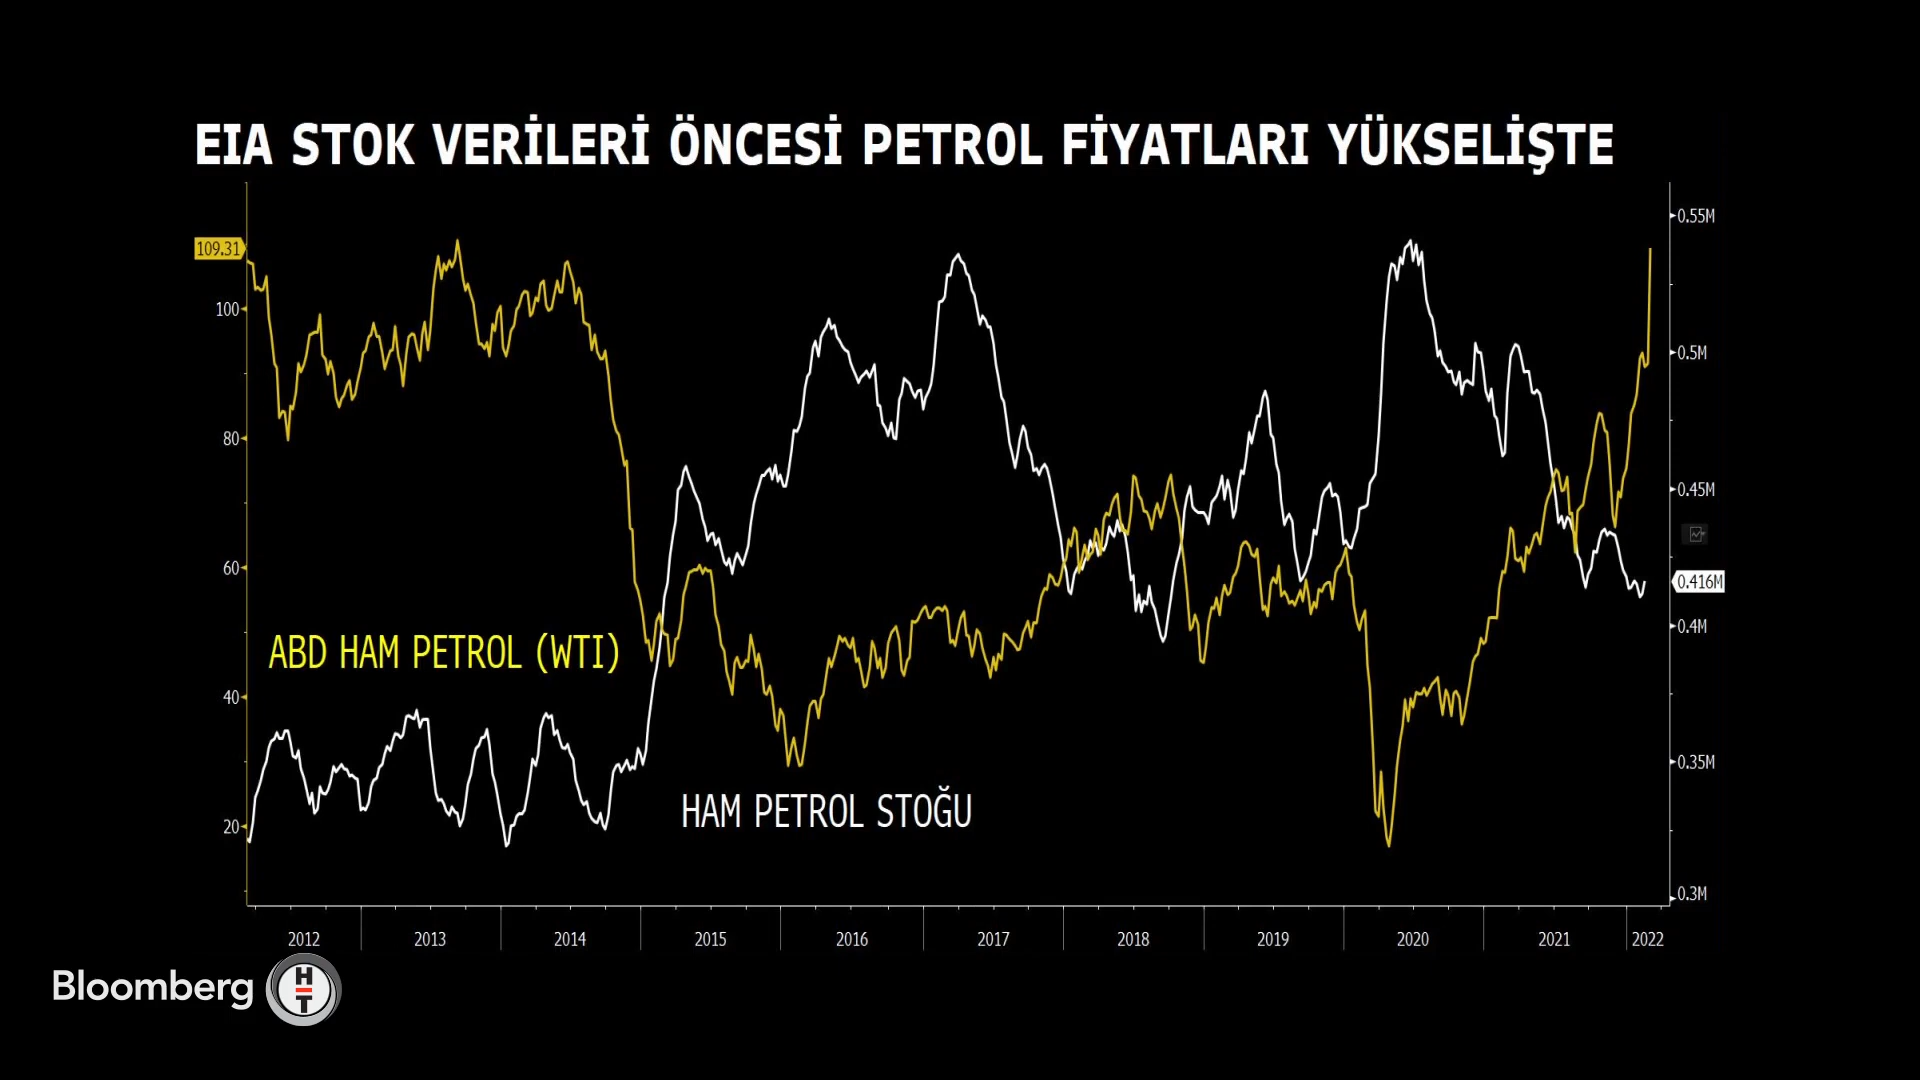 EIA STOK VERİLERİ ÖNCESİ PETROL FİYATLARI YÜKSELİŞTE
109.31
100
80
60
40
20
0.55M
0.5M
0.45M
0.416M
0.4M
0.35M
0.3M
ABD HAM PETROL (WTI)
HAM PETROL STOĞU
2012 2013 2014 2015 2016 2017 2018 2019 2020 2021 2022
Bloomberg HT